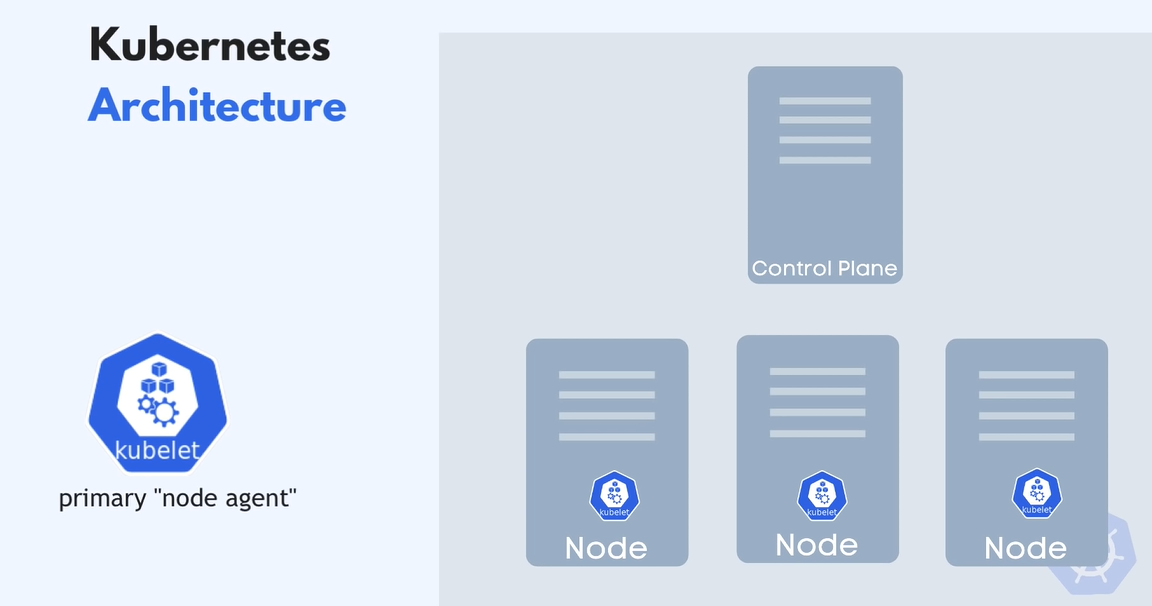 Kubernetes
Architecture
Control Plane
kubelet
primary "node agent"
kubelet
Node
kubelet
Node
kubelet
Node